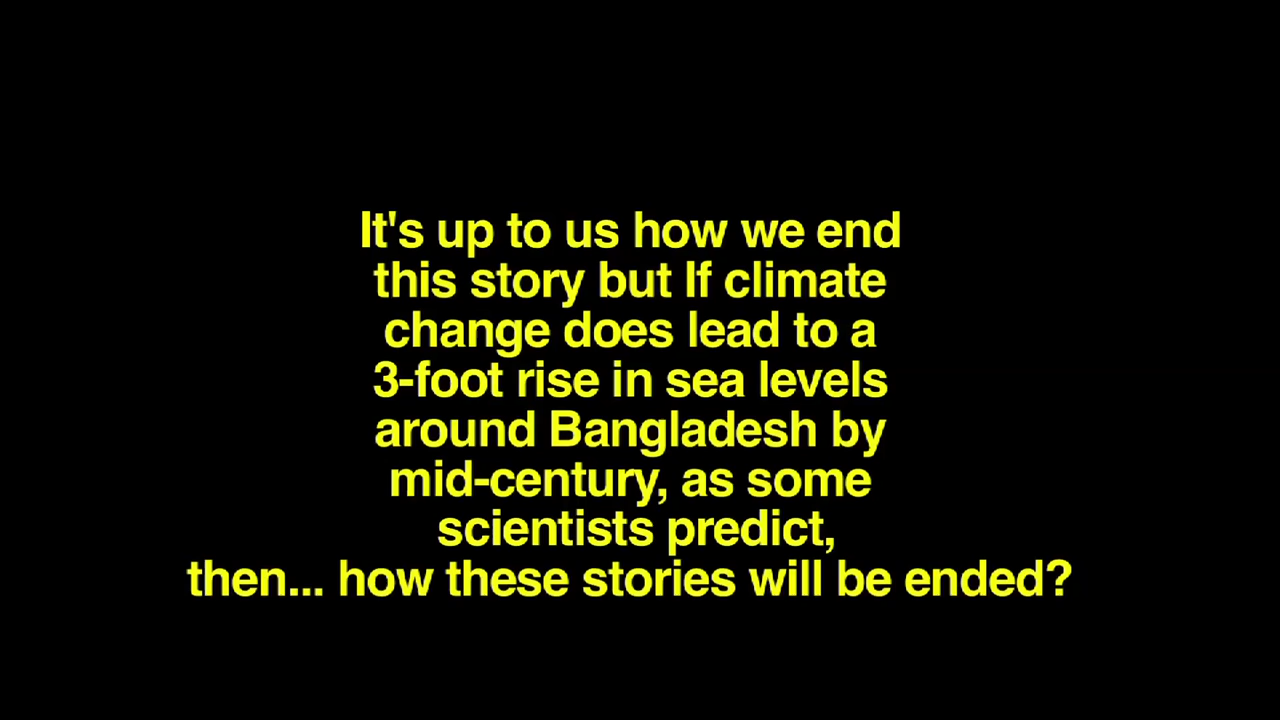 It's up to us how we end
this story but If climate
change does lead to a
3-foot rise in sea levels
around Bangladesh by
mid-century, as some
scientists predict,
then... how these stories will be ended?